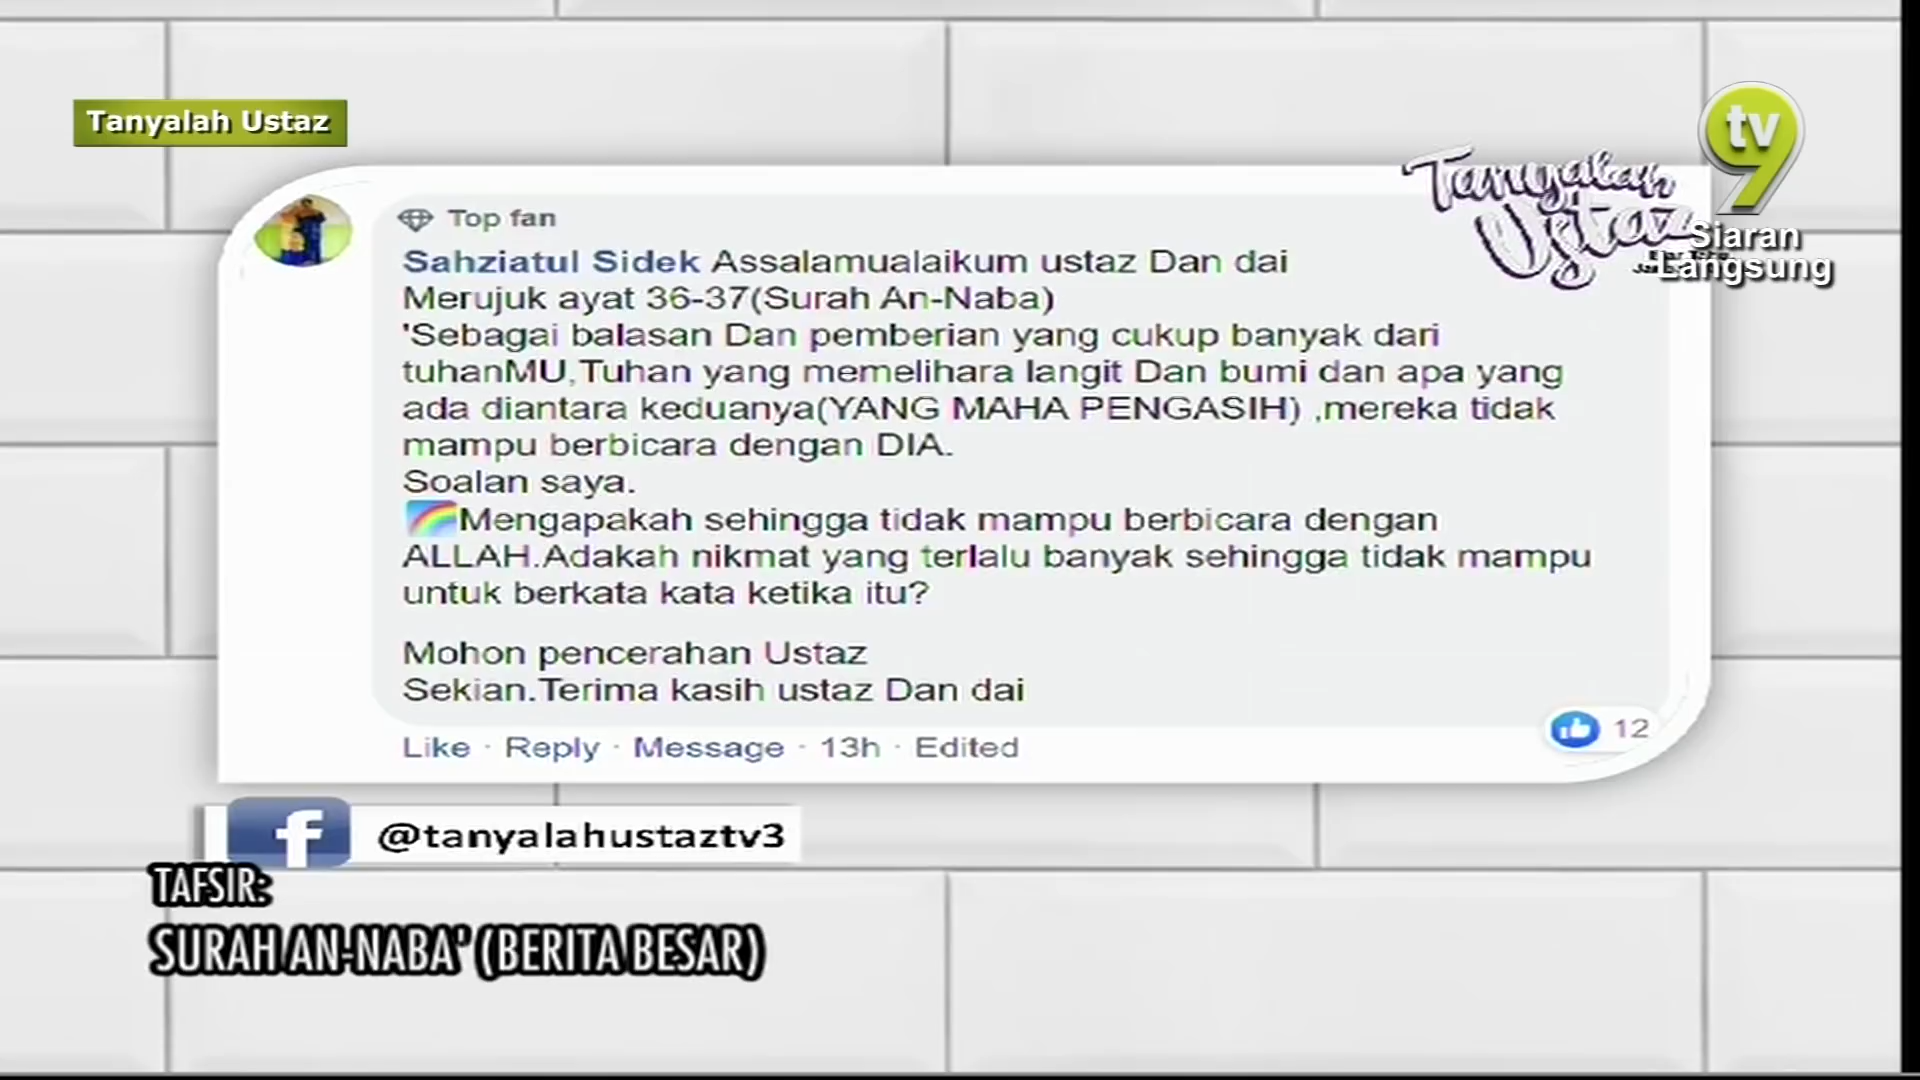 Tanyalah Ustaz
tv
9
Tanyalah
Ustaz
Siaran
Langsung
Top fan
Sahziatul Sidek Assalamualaikum ustaz Dan dai
Merujuk ayat 36-37(Surah An-Naba)
'Sebagai balasan Dan pemberian yang cukup banyak dari
tuhanMU,Tuhan yang memelihara langit Dan bumi dan apa yang
ada diantara keduanya(YANG MAHA PENGASIH) ,mereka tidak
mampu berbicara dengan DIA.
Soalan saya.
Mengapakah sehingga tidak mampu berbicara dengan
ALLAH.Adakah nikmat yang terlalu banyak sehingga tidak mampu
untuk berkata kata ketika itu?
Mohon pencerahan Ustaz
Sekian.Terima kasih ustaz Dan dai
12
Like · Reply · Message · 13h · Edited
f @tanyalahustaztv3
TAFSIR:
SURAH AN-NABA' (BERITA BESAR)